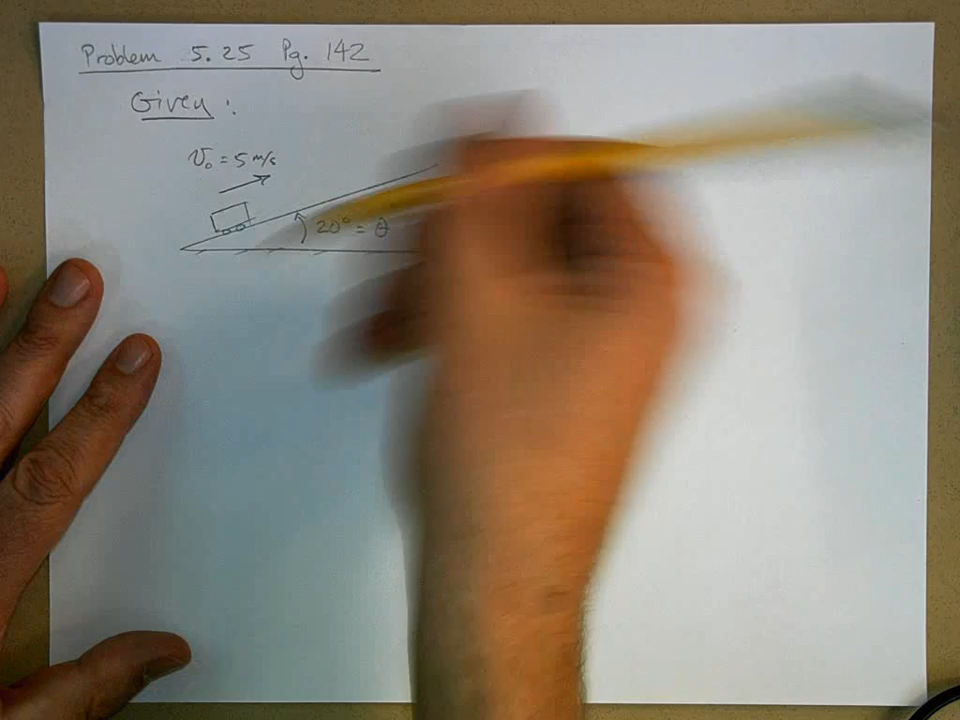 Problem 5.25 Pg. 142
Given :
v₀ = 5 m/s
20° = θ